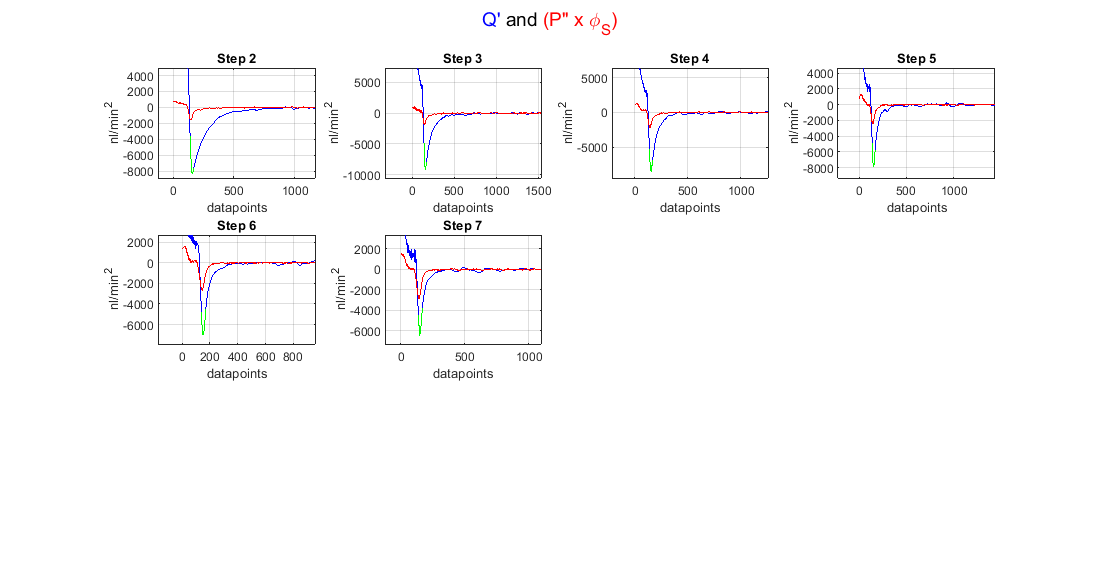 Q' and (P" x ϕS)
Step 2
4000
2000
0
-2000
-4000
-6000
-8000
nl/min2
0 500 1000
datapoints
Step 3
5000
0
-5000
-10000
nl/min2
0 500 1000 1500
datapoints
Step 4
5000
0
-5000
nl/min2
0 500 1000
datapoints
Step 5
4000
2000
0
-2000
-4000
-6000
-8000
nl/min2
0 500 1000
datapoints
Step 6
2000
0
-2000
-4000
-6000
nl/min2
0 200 400 600 800
datapoints
Step 7
2000
0
-2000
-4000
-6000
nl/min2
0 500 1000
datapoints